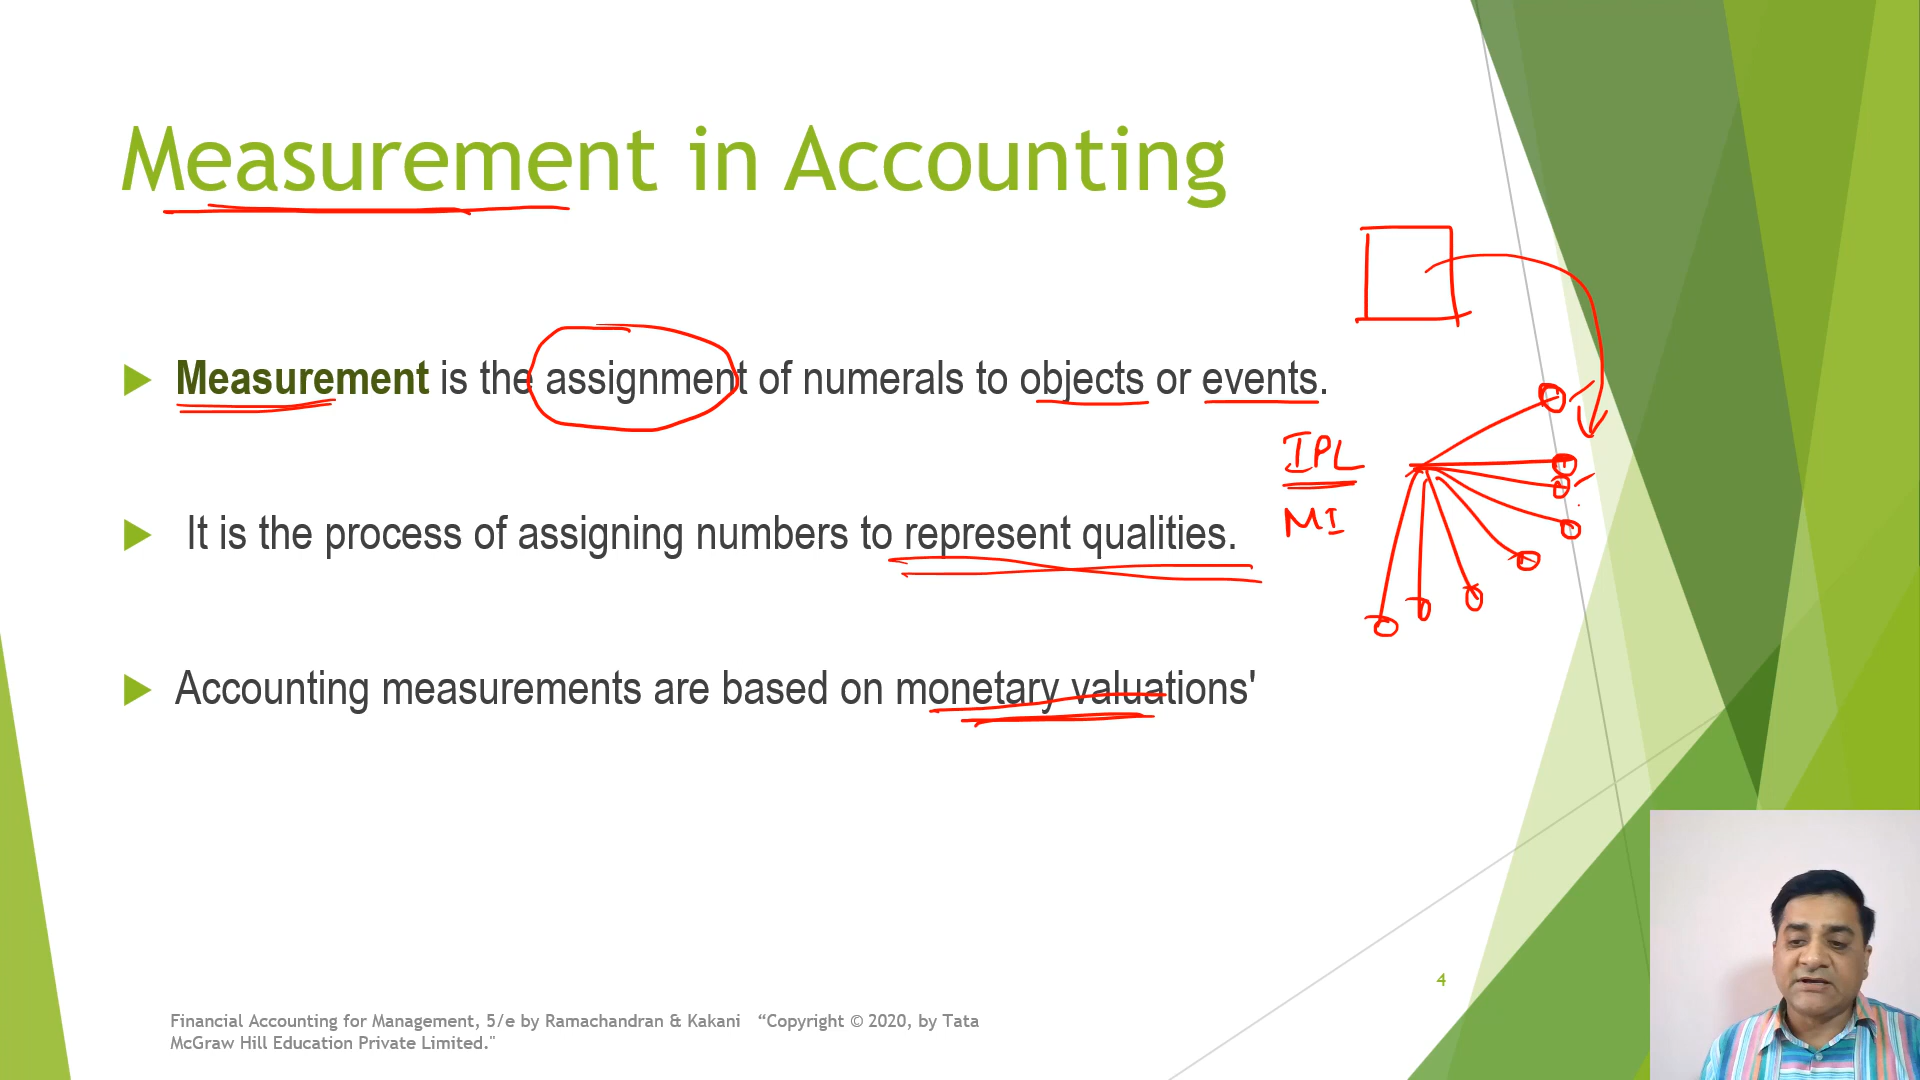 Measurement in Accounting
Measurement is the assignment of numerals to objects or events.
IPL
MI
It is the process of assigning numbers to represent qualities.
Accounting measurements are based on monetary valuations'
4
Financial Accounting for Management, 5/e by Ramachandran & Kakani “Copyright © 2020, by Tata
McGraw Hill Education Private Limited."